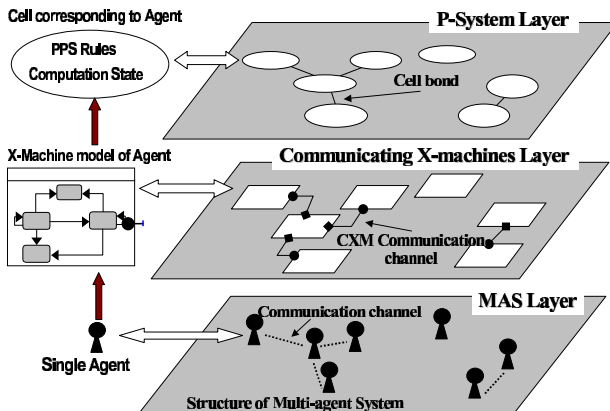 Cell corresponding to Agent
P-System Layer
PPS Rules
Computation State
Cell bond
X-Machine model of Agent
Communicating X-machines Layer
CXM Communication
channel
MAS Layer
Communication channel
Single Agent
Structure of Multi-agent System